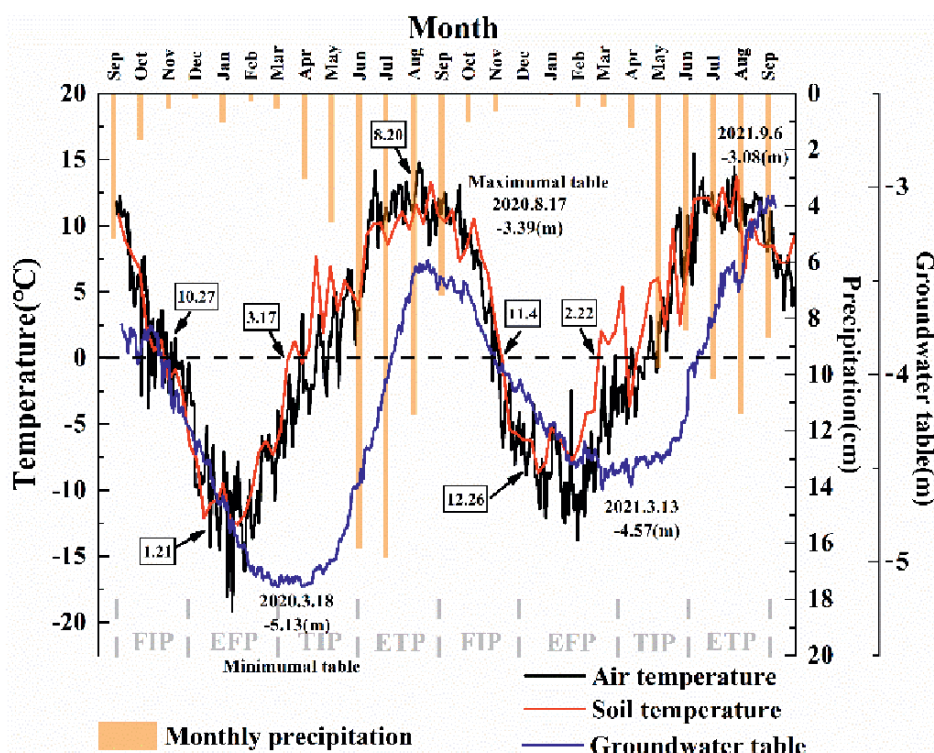 Month
Sep Oct Nov Dec Jan Feb Mar Apr May Jun Jul Aug Sep Oct Nov Dec Jan Feb Mar Apr May Jun Jul Aug Sep
20 15 10 5 0 -5 -10 -15 -20
Temperature(°C)
0 2 4 6 8 10 12 14 16 18 20
Precipitation(cm)
-3 -4 -5
Groundwater table(m)
8.20
2021.9.6
-3.08(m)
Maximumal table
2020.8.17
-3.39(m)
10.27
3.17
11.4
2.22
1.21
12.26
2021.3.13
-4.57(m)
2020.3.18
-5.13(m)
FIP EFP TIP ETP FIP EFP TIP ETP
Minimumal table
Air temperature
Soil temperature
Monthly precipitation
Groundwater table